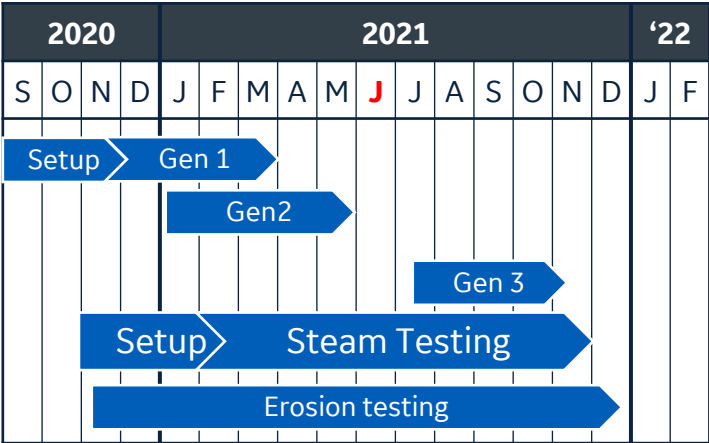 2020 2021 ‘22
S O N D J F M A M J J A S O N D J F
Setup Gen 1
Gen2
Gen 3
Setup Steam Testing
Erosion testing